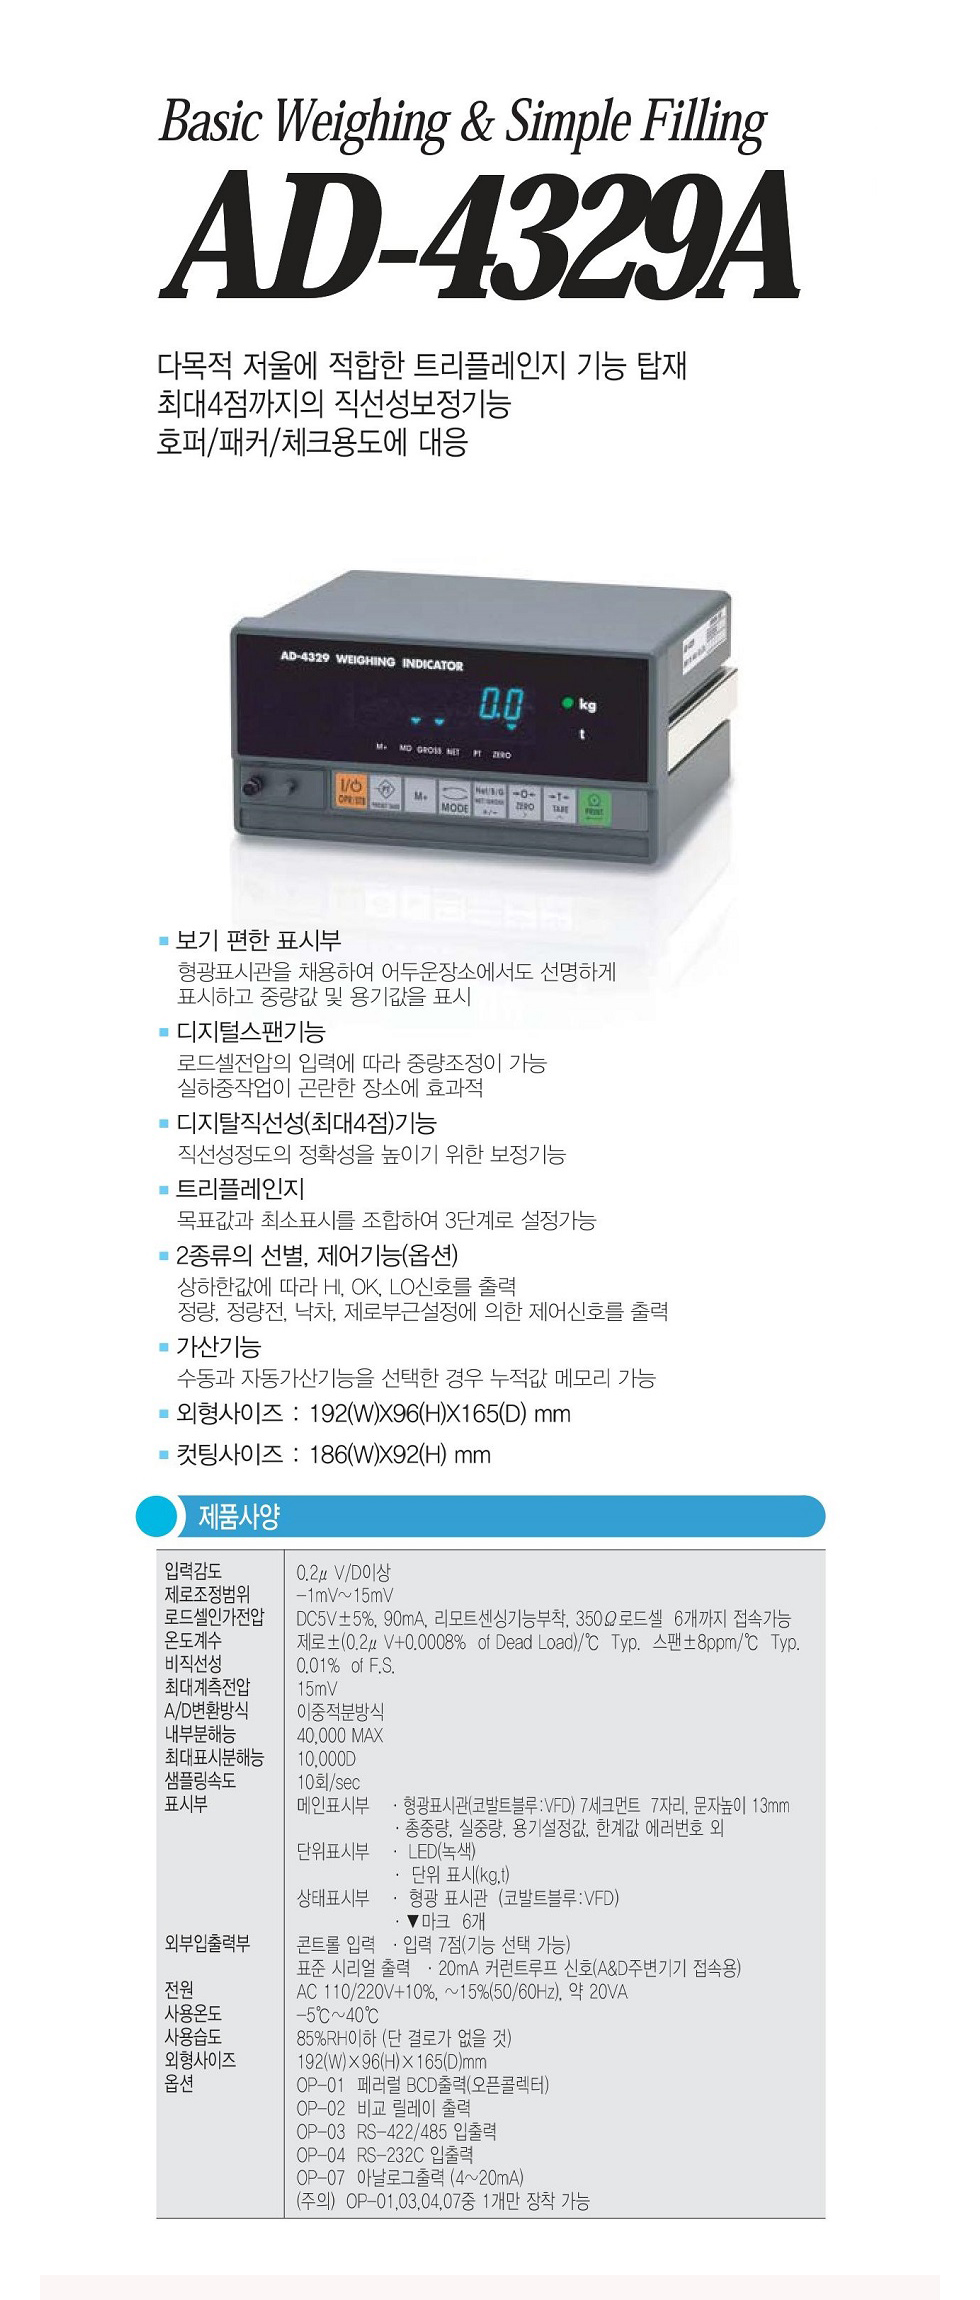 Basic Weighing & Simple Filling
AD-4329A
다목적 저울에 적합한 트리플레인지 기능 탑재
최대4점까지의 직선성보정기능
호퍼/패커/체크용도에 대응
AD-4329 WEIGHING INDICATOR
0.0
kg
t
M+ MD GROSS NET PT ZERO
I/⏻ PT M+ MODE Net/B/G →0← →T← PRINT
OPR/STB ZERO TARE
■ 보기 편한 표시부
형광표시관을 채용하여 어두운장소에서도 선명하게
표시하고 중량값 및 용기값을 표시
■ 디지털스팬기능
로드셀전압의 입력에 따라 중량조정이 가능
실하중작업이 곤란한 장소에 효과적
■ 디지탈직선성(최대4점)기능
직선성정도의 정확성을 높이기 위한 보정기능
■ 트리플레인지
목표값과 최소표시를 조합하여 3단계로 설정가능
■ 2종류의 선별, 제어기능(옵션)
상하한값에 따라 HI, OK, LO신호를 출력
정량, 정량전, 낙차, 제로부근설정에 의한 제어신호를 출력
■ 가산기능
수동과 자동가산기능을 선택한 경우 누적값 메모리 가능
■ 외형사이즈 : 192(W)X96(H)X165(D) mm
■ 컷팅사이즈 : 186(W)X92(H) mm
제품사양
입력감도 0.2μ V/D이상
제로조정범위 -1mV~15mV
로드셀인가전압 DC5V±5%, 90mA, 리모트센싱기능부착, 350Ω로드셀 6개까지 접속가능
온도계수 제로±(0.2μ V+0.0008% of Dead Load)/℃ Typ. 스팬±8ppm/℃ Typ.
비직선성 0.01% of F.S.
최대계측전압 15mV
A/D변환방식 이중적분방식
내부분해능 40,000 MAX
최대표시분해능 10,000D
샘플링속도 10회/sec
표시부 메인표시부 · 형광표시관(코발트블루:VFD) 7세크먼트 7자리, 문자높이 13mm
· 총중량, 실중량, 용기설정값, 한계값 에러번호 외
단위표시부 · LED(녹색)
· 단위 표시(kg,t)
상태표시부 · 형광 표시관 (코발트블루:VFD)
· ▼마크 6개
외부입출력부 콘트롤 입력 · 입력 7점(기능 선택 가능)
표준 시리얼 출력 · 20mA 커런트루프 신호(A&D주변기기 접속용)
전원 AC 110/220V+10%, ~15%(50/60Hz), 약 20VA
사용온도 -5℃~40℃
사용습도 85%RH이하 (단 결로가 없을 것)
외형사이즈 192(W)×96(H)×165(D)mm
옵션 OP-01 페러럴 BCD출력(오픈콜렉터)
OP-02 비교 릴레이 출력
OP-03 RS-422/485 입출력
OP-04 RS-232C 입출력
OP-07 아날로그출력 (4~20mA)
(주의) OP-01,03,04,07중 1개만 장착 가능